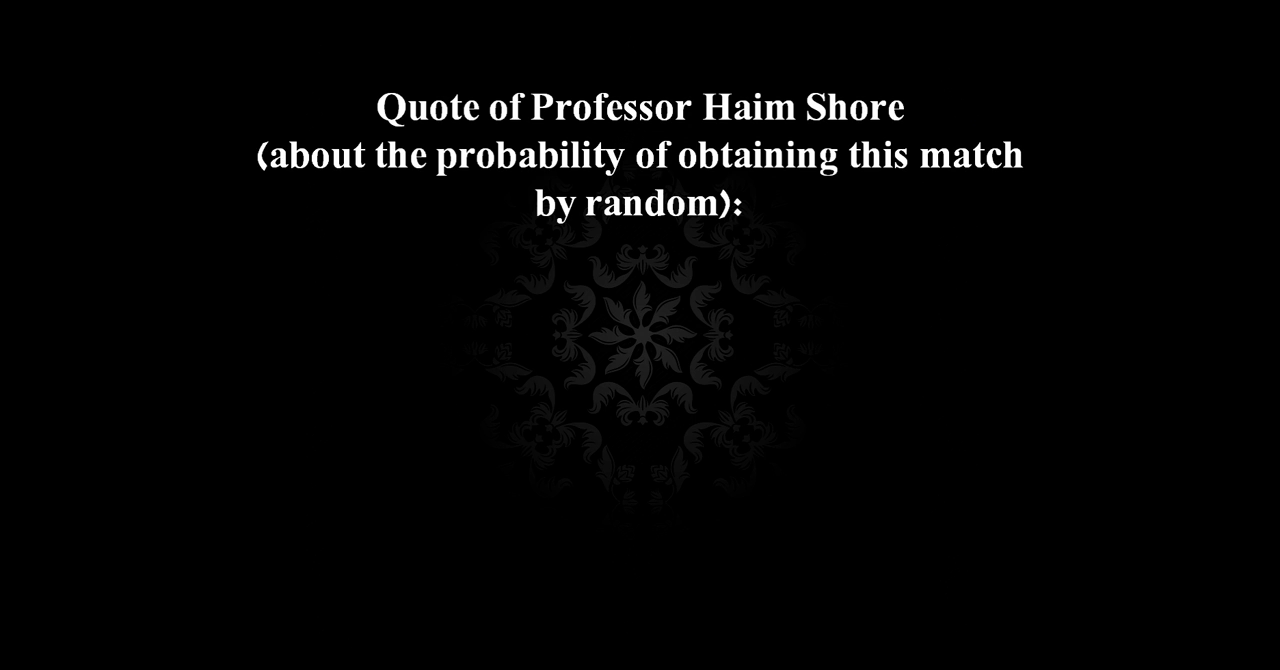 Quote of Professor Haim Shore
(about the probability of obtaining this match
by random):